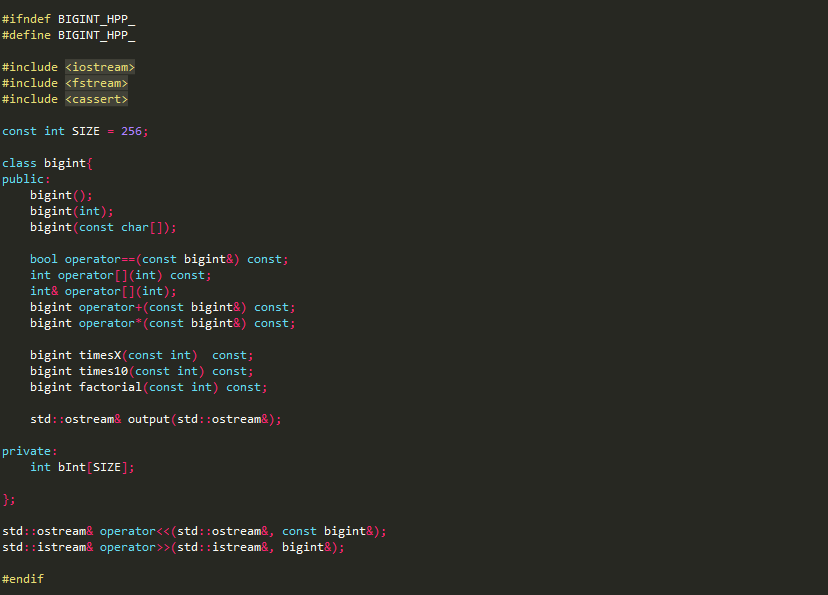 #ifndef BIGINT_HPP_
#define BIGINT_HPP_
#include <iostream>
#include <fstream>
#include <cassert>
const int SIZE = 256;
class bigint{
public:
bigint();
bigint(int);
bigint(const char[]);
bool operator==(const bigint&) const;
int operator[](int) const;
int& operator[](int);
bigint operator+(const bigint&) const;
bigint operator*(const bigint&) const;
bigint timesX(const int)  const;
bigint times10(const int) const;
bigint factorial(const int) const;
std::ostream& output(std::ostream&);
private:
int bInt[SIZE];
};
std::ostream& operator<<(std::ostream&, const bigint&);
std::istream& operator>>(std::istream&, bigint&);
#endif